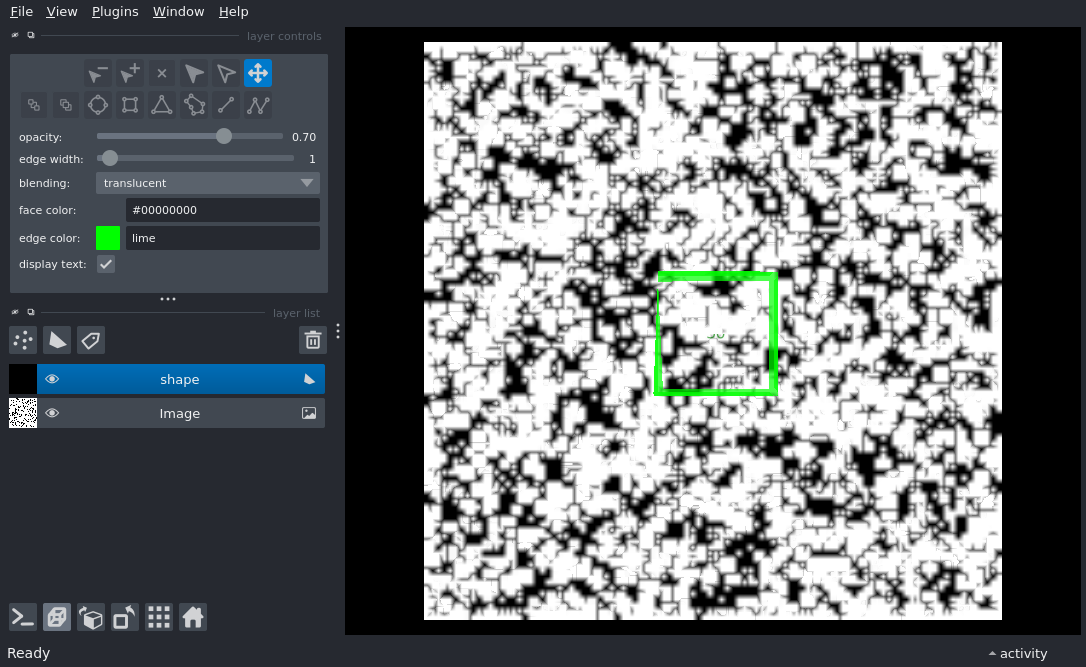 File View Plugins Window Help
layer controls
opacity: 0.70
edge width: 1
blending: translucent
face color: #00000000
edge color: lime
display text:
layer list
shape
Image
Ready
activity